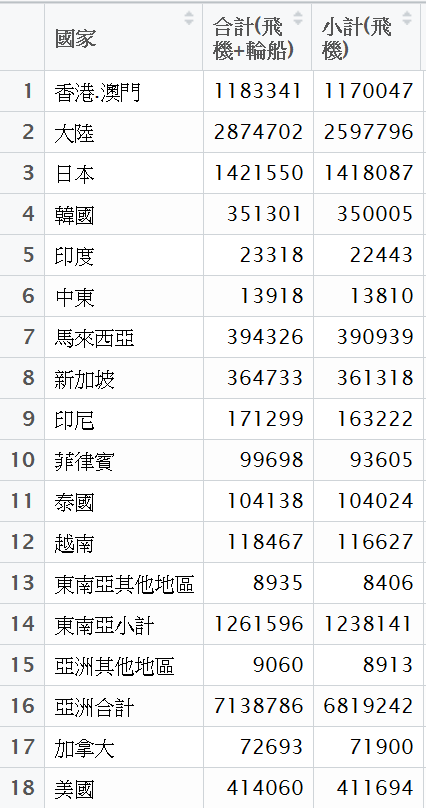 國家 合計(飛機+輪船) 小計(飛機)
1 香港.澳門 1183341 1170047
2 大陸 2874702 2597796
3 日本 1421550 1418087
4 韓國 351301 350005
5 印度 23318 22443
6 中東 13918 13810
7 馬來西亞 394326 390939
8 新加坡 364733 361318
9 印尼 171299 163222
10 菲律賓 99698 93605
11 泰國 104138 104024
12 越南 118467 116627
13 東南亞其他地區 8935 8406
14 東南亞小計 1261596 1238141
15 亞洲其他地區 9060 8913
16 亞洲合計 7138786 6819242
17 加拿大 72693 71900
18 美國 414060 411694